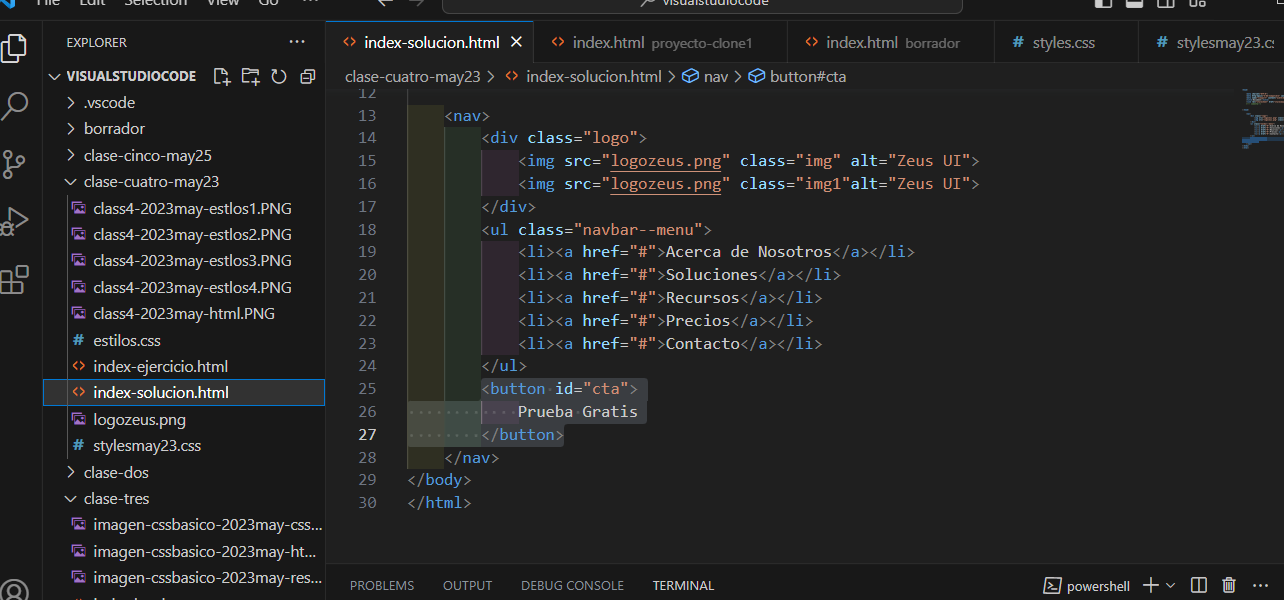 File Edit Selection View Go ··· visualstudiocode
EXPLORER ···
VISUALSTUDIOCODE
.vscode
borrador
clase-cinco-may25
clase-cuatro-may23
class4-2023may-estlos1.PNG
class4-2023may-estlos2.PNG
class4-2023may-estlos3.PNG
class4-2023may-estlos4.PNG
class4-2023may-html.PNG
# estilos.css
<> index-ejercicio.html
<> index-solucion.html
logozeus.png
# stylesmay23.css
clase-dos
clase-tres
imagen-cssbasico-2023may-css...
imagen-cssbasico-2023may-ht...
imagen-cssbasico-2023may-res...
<> index-solucion.html × <> index.html proyecto-clone1 <> index.html borrador # styles.css # stylesmay23.cs
clase-cuatro-may23 > <> index-solucion.html > nav > button#cta
12
13 <nav>
14 <div class="logo">
15 <img src="logozeus.png" class="img" alt="Zeus UI">
16 <img src="logozeus.png" class="img1"alt="Zeus UI">
17 </div>
18 <ul class="navbar--menu">
19 <li><a href="#">Acerca de Nosotros</a></li>
20 <li><a href="#">Soluciones</a></li>
21 <li><a href="#">Recursos</a></li>
22 <li><a href="#">Precios</a></li>
23 <li><a href="#">Contacto</a></li>
24 </ul>
25 <button id="cta">
26 Prueba Gratis
27 </button>
28 </nav>
29 </body>
30 </html>
PROBLEMS OUTPUT DEBUG CONSOLE TERMINAL powershell ···